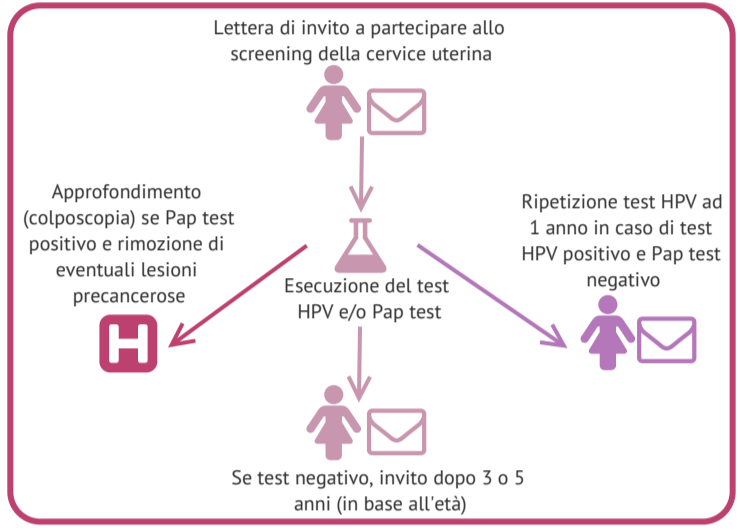 Lettera di invito a partecipare allo
screening della cervice uterina
Approfondimento
(colposcopia) se Pap test
positivo e rimozione di
eventuali lesioni
precancerose
Ripetizione test HPV ad
1 anno in caso di test
HPV positivo e Pap test
negativo
Esecuzione del test
HPV e/o Pap test
H
Se test negativo, invito dopo 3 o 5
anni (in base all'età)